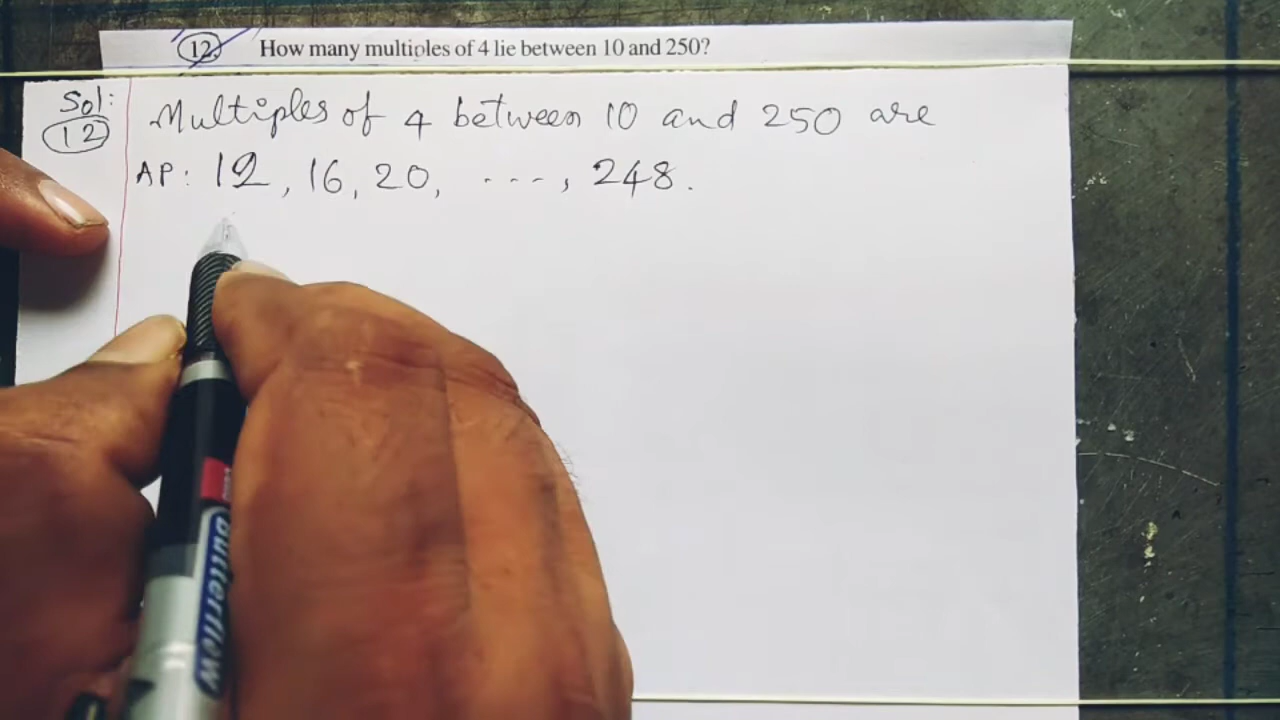 12. How many multiples of 4 lie between 10 and 250?
Sol:
12
Multiples of 4 between 10 and 250 are
AP: 12, 16, 20, ---, 248.
Butterflow